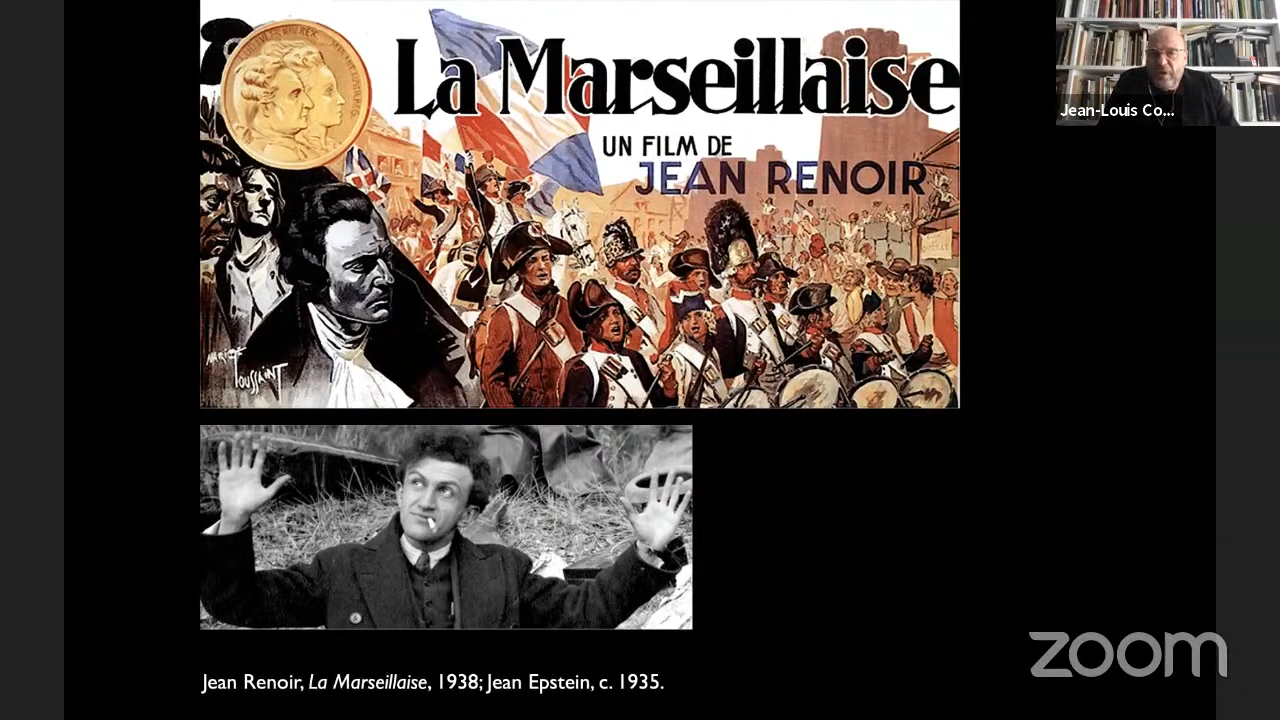 La Marseillaise
UN FILM DE
JEAN RENOIR
TOUSSAINT
Jean-Louis Co...
Jean Renoir, La Marseillaise, 1938; Jean Epstein, c. 1935.
zoom